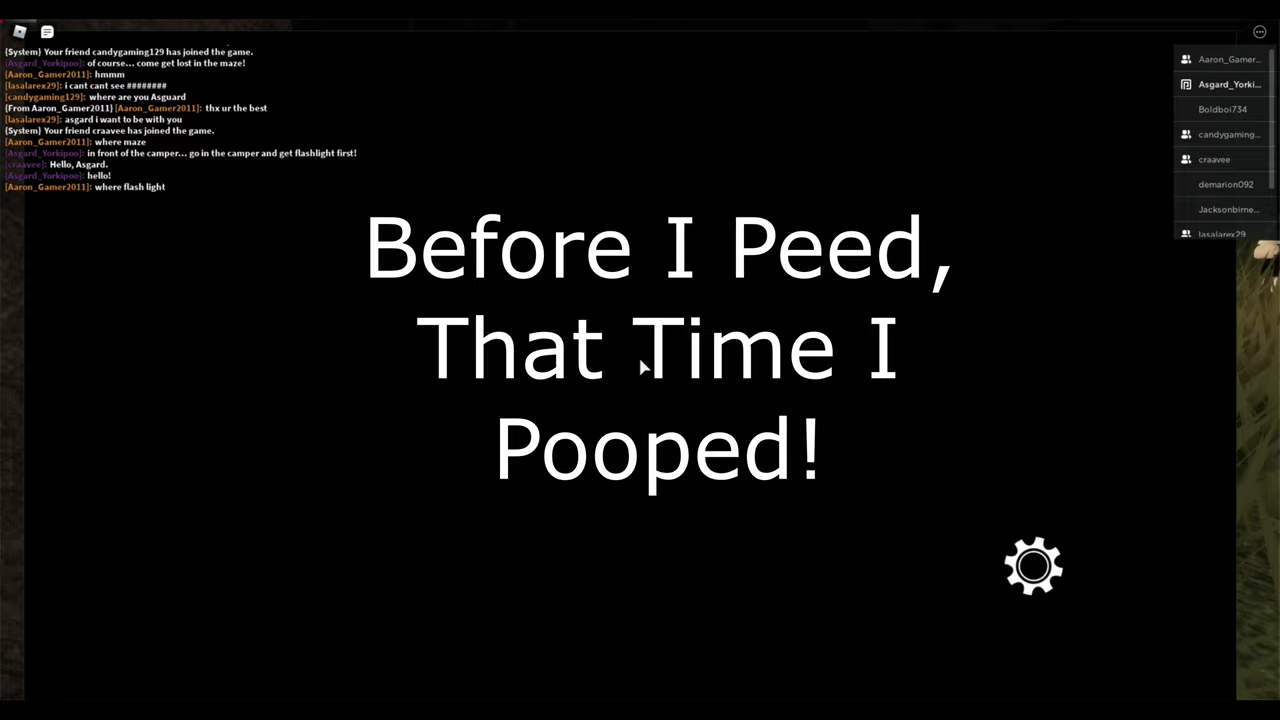 {System} Your friend candygaming129 has joined the game.
[Asgard_Yorkipoo]: of course... come get lost in the maze!
[Aaron_Gamer2011]: hmmm
[lasalarex29]: i cant cant see ########
[candygaming129]: where are you Asguard
{From Aaron_Gamer2011} [Aaron_Gamer2011]: thx ur the best
[lasalarex29]: asgard i want to be with you
{System} Your friend craavee has joined the game.
[Aaron_Gamer2011]: where maze
[Asgard_Yorkipoo]: in front of the camper... go in the camper and get flashlight first!
[craavee]: Hello, Asgard.
[Asgard_Yorkipoo]: hello!
[Aaron_Gamer2011]: where flash light
Aaron_Gamer...
Asgard_Yorki...
Boldboi734
candygaming...
craavee
demarion092
Jacksonbirne...
lasalarex29
Before I Peed,
That Time I
Pooped!